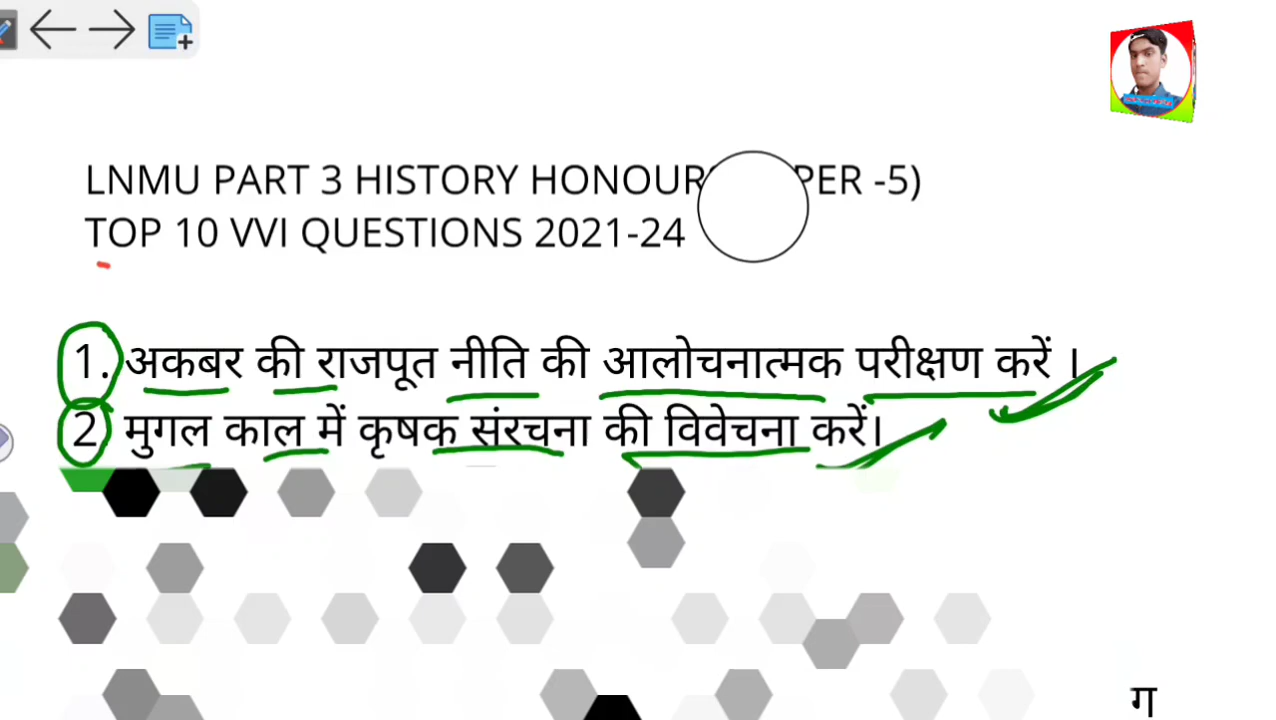 LNMU PART 3 HISTORY HONOUR PER -5)
TOP 10 VVI QUESTIONS 2021-24
1. अकबर की राजपूत नीति की आलोचनात्मक परीक्षण करें ।
2. मुगल काल में कृषक संरचना की विवेचना करें।
ग